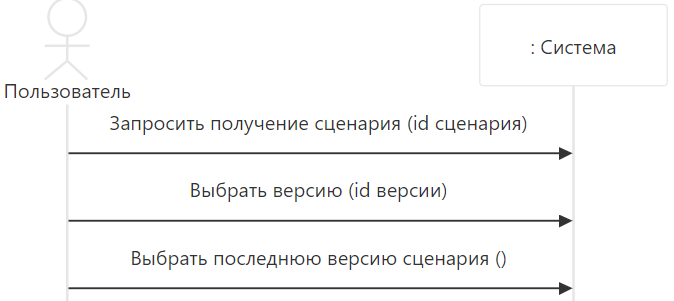 : Система
Пользователь
Запросить получение сценария (id сценария)
Выбрать версию (id версии)
Выбрать последнюю версию сценария ()